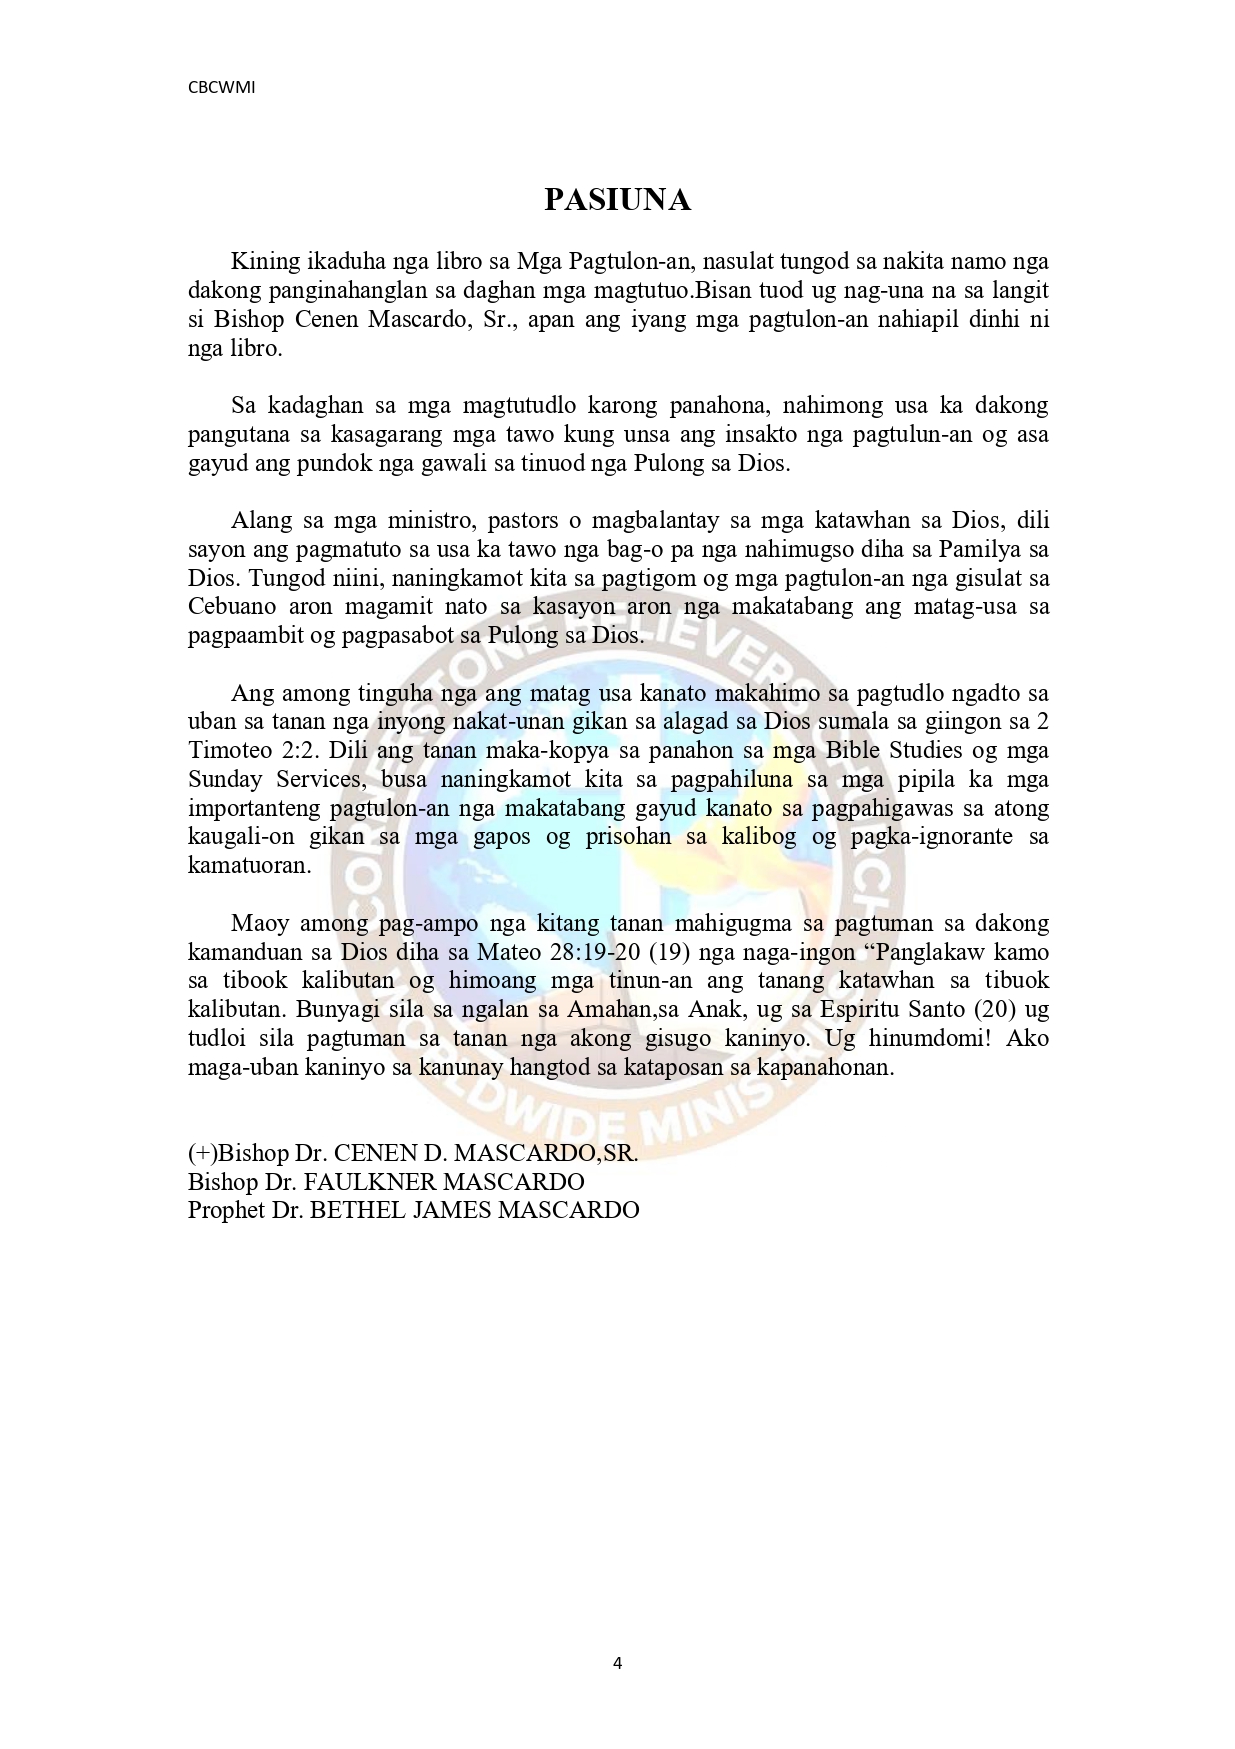 CBCWMI
PASIUNA
Kining ikaduha nga libro sa Mga Pagtulon-an, nasulat tungod sa nakita namo nga
dakong panginahanglan sa daghan mga magtutuo.Bisan tuod ug nag-una na sa langit
si Bishop Cenen Mascardo, Sr., apan ang iyang mga pagtulon-an nahiapil dinhi ni
nga libro.
Sa kadaghan sa mga magtutudlo karong panahona, nahimong usa ka dakong
pangutana sa kasagarang mga tawo kung unsa ang insakto nga pagtulun-an og asa
gayud ang pundok nga gawali sa tinuod nga Pulong sa Dios.
Alang sa mga ministro, pastors o magbalantay sa mga katawhan sa Dios, dili
sayon ang pagmatuto sa usa ka tawo nga bag-o pa nga nahimugso diha sa Pamilya sa
Dios. Tungod niini, naningkamot kita sa pagtigom og mga pagtulon-an nga gisulat sa
Cebuano aron magamit nato sa kasayon aron nga makatabang ang matag-usa sa
pagpaambit og pagpasabot sa Pulong sa Dios.
Ang among tinguha nga ang matag usa kanato makahimo sa pagtudlo ngadto sa
uban sa tanan nga inyong nakat-unan gikan sa alagad sa Dios sumala sa giingon sa 2
Timoteo 2:2. Dili ang tanan maka-kopya sa panahon sa mga Bible Studies og mga
Sunday Services, busa naningkamot kita sa pagpahiluna sa mga pipila ka mga
importanteng pagtulon-an nga makatabang gayud kanato sa pagpahigawas sa atong
kaugali-on gikan sa mga gapos og prisohan sa kalibog og pagka-ignorante sa
kamatuoran.
Maoy among pag-ampo nga kitang tanan mahigugma sa pagtuman sa dakong
kamanduan sa Dios diha sa Mateo 28:19-20 (19) nga naga-ingon “Panglakaw kamo
sa tibook kalibutan og himoang mga tinun-an ang tanang katawhan sa tibuok
kalibutan. Bunyagi sila sa ngalan sa Amahan,sa Anak, ug sa Espiritu Santo (20) ug
tudloi sila pagtuman sa tanan nga akong gisugo kaninyo. Ug hinumdomi! Ako
maga-uban kaninyo sa kanunay hangtod sa kataposan sa kapanahonan.
CORNERSTONE BELIEVERS CHURCH
WORLDWIDE MINISTRIES
(+)Bishop Dr. CENEN D. MASCARDO,SR.
Bishop Dr. FAULKNER MASCARDO
Prophet Dr. BETHEL JAMES MASCARDO
4